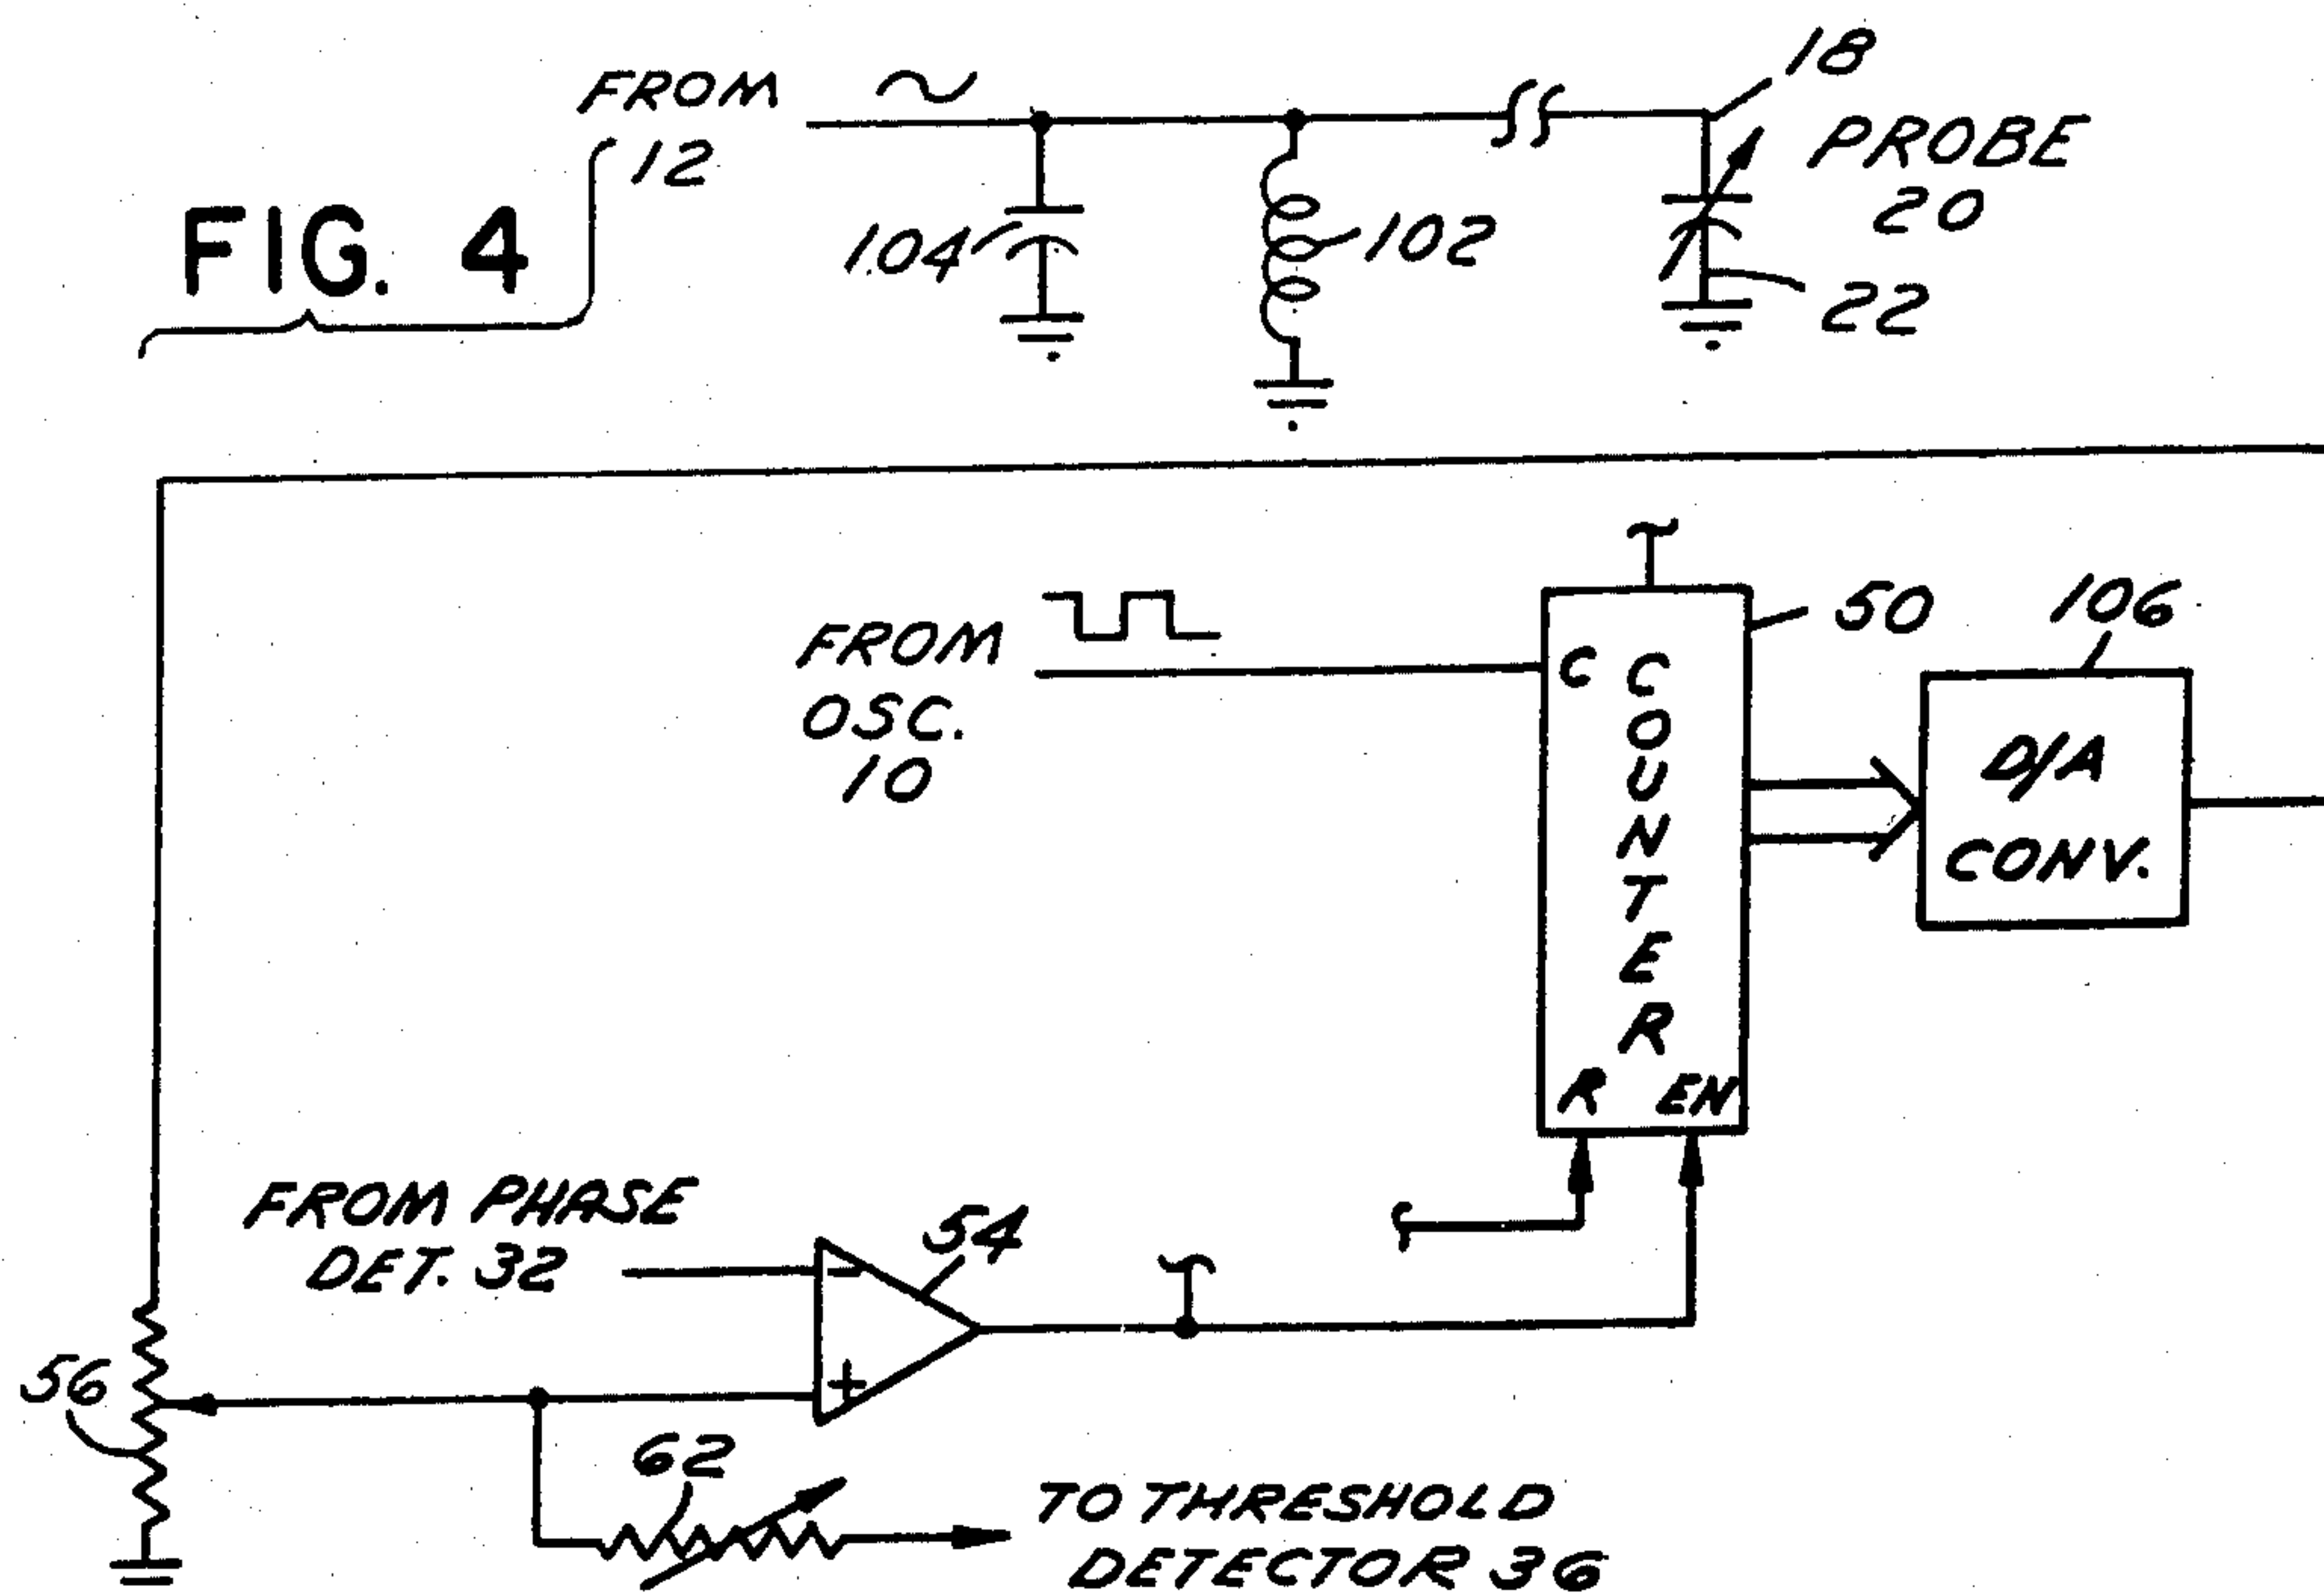 FROM
12
FIG. 4
18
PROBE
20
104
102
22
FROM
OSC.
10
C
COUNTER
R EN
50
106
D/A
CONV.
FROM PHASE
DET. 32
54
-
+
56
62
TO THRESHOLD
DETECTOR 36